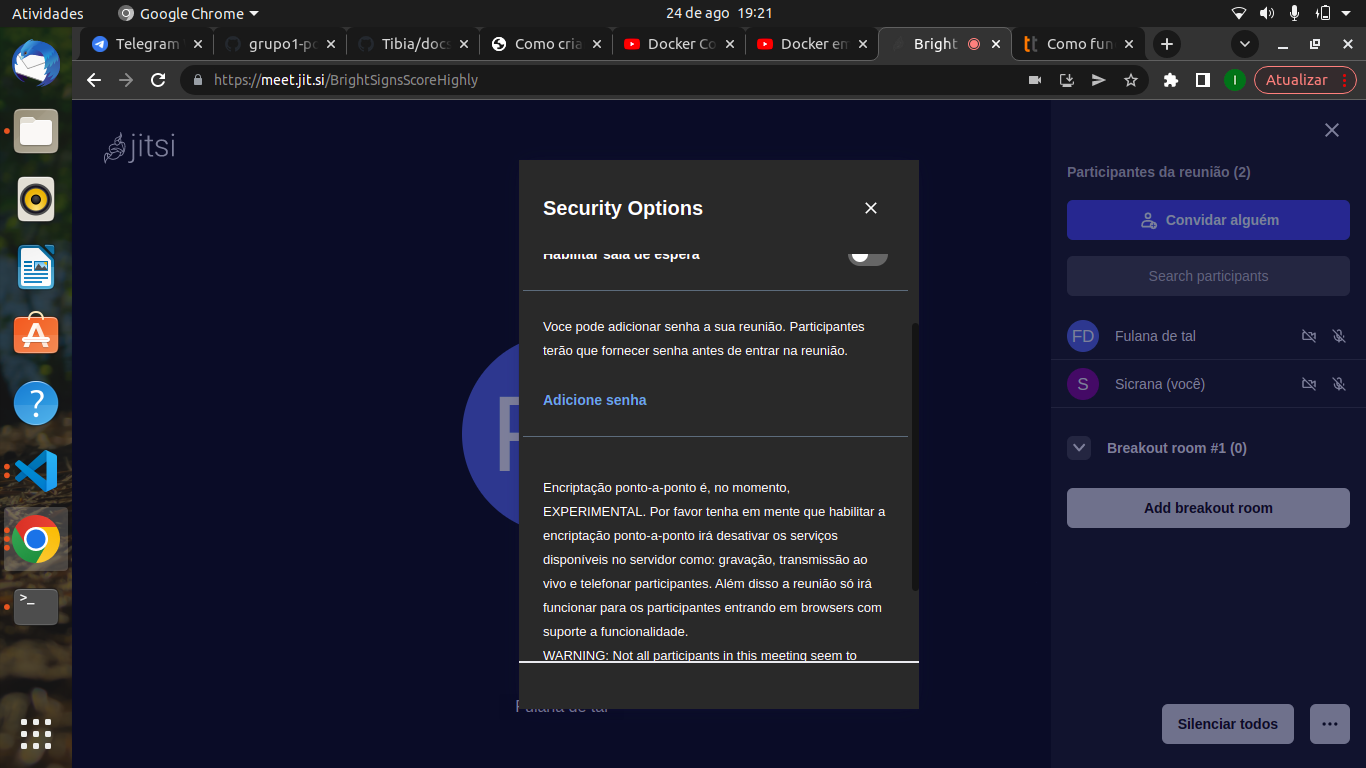 Atividades
Google Chrome
24 de ago 19:21
Telegram
grupo1-po
Tibia/docs
Como cria
Docker Co
Docker em
Bright
Como fun
https://meet.jit.si/BrightSignsScoreHighly
I
Atualizar
jitsi
Security Options
Habilitar sala de espera
Voce pode adicionar senha a sua reunião. Participantes
terão que fornecer senha antes de entrar na reunião.
Adicione senha
Encriptação ponto-a-ponto é, no momento,
EXPERIMENTAL. Por favor tenha em mente que habilitar a
encriptação ponto-a-ponto irá desativar os serviços
disponíveis no servidor como: gravação, transmissão ao
vivo e telefonar participantes. Além disso a reunião só irá
funcionar para os participantes entrando em browsers com
suporte a funcionalidade.
WARNING: Not all participants in this meeting seem to
Fulana de tal
Participantes da reunião (2)
Convidar alguém
Search participants
FD Fulana de tal
S Sicrana (você)
Breakout room #1 (0)
Add breakout room
Silenciar todos